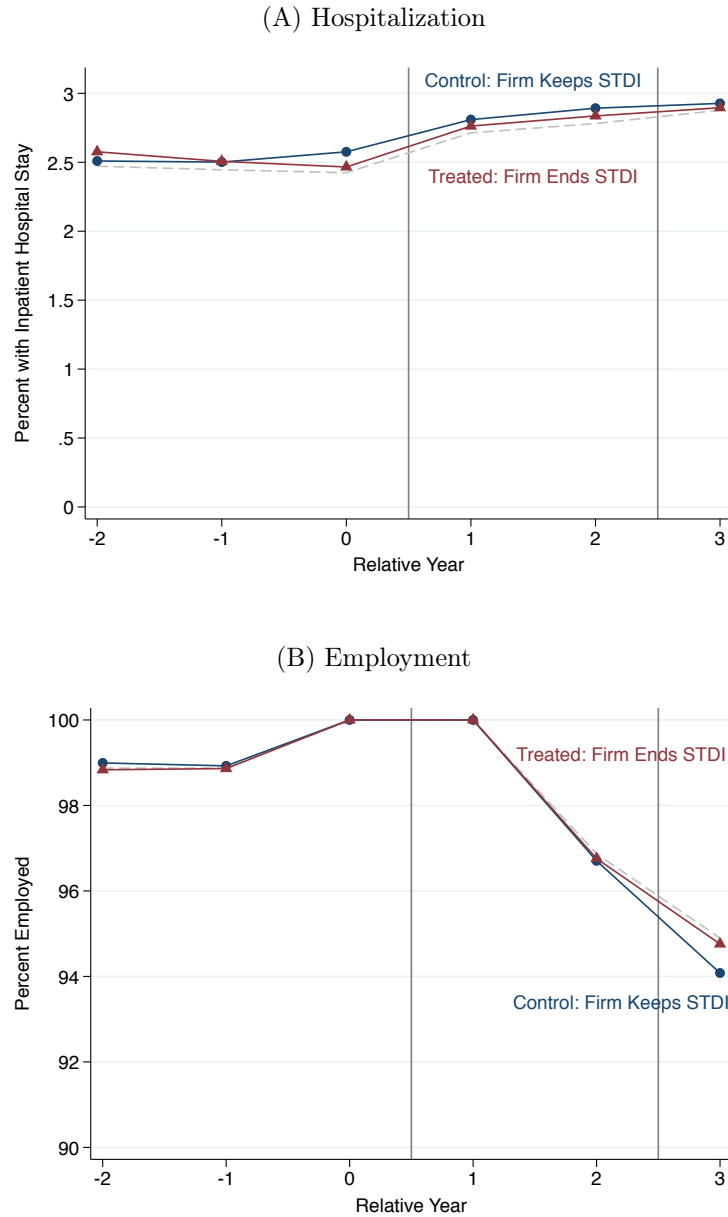 (A) Hospitalization
Control: Firm Keeps STDI
Treated: Firm Ends STDI
Percent with Inpatient Hospital Stay
3
2.5
2
1.5
1
.5
0
-2 -1 0 1 2 3
Relative Year
(B) Employment
Treated: Firm Ends STDI
Control: Firm Keeps STDI
Percent Employed
100
98
96
94
92
90
-2 -1 0 1 2 3
Relative Year